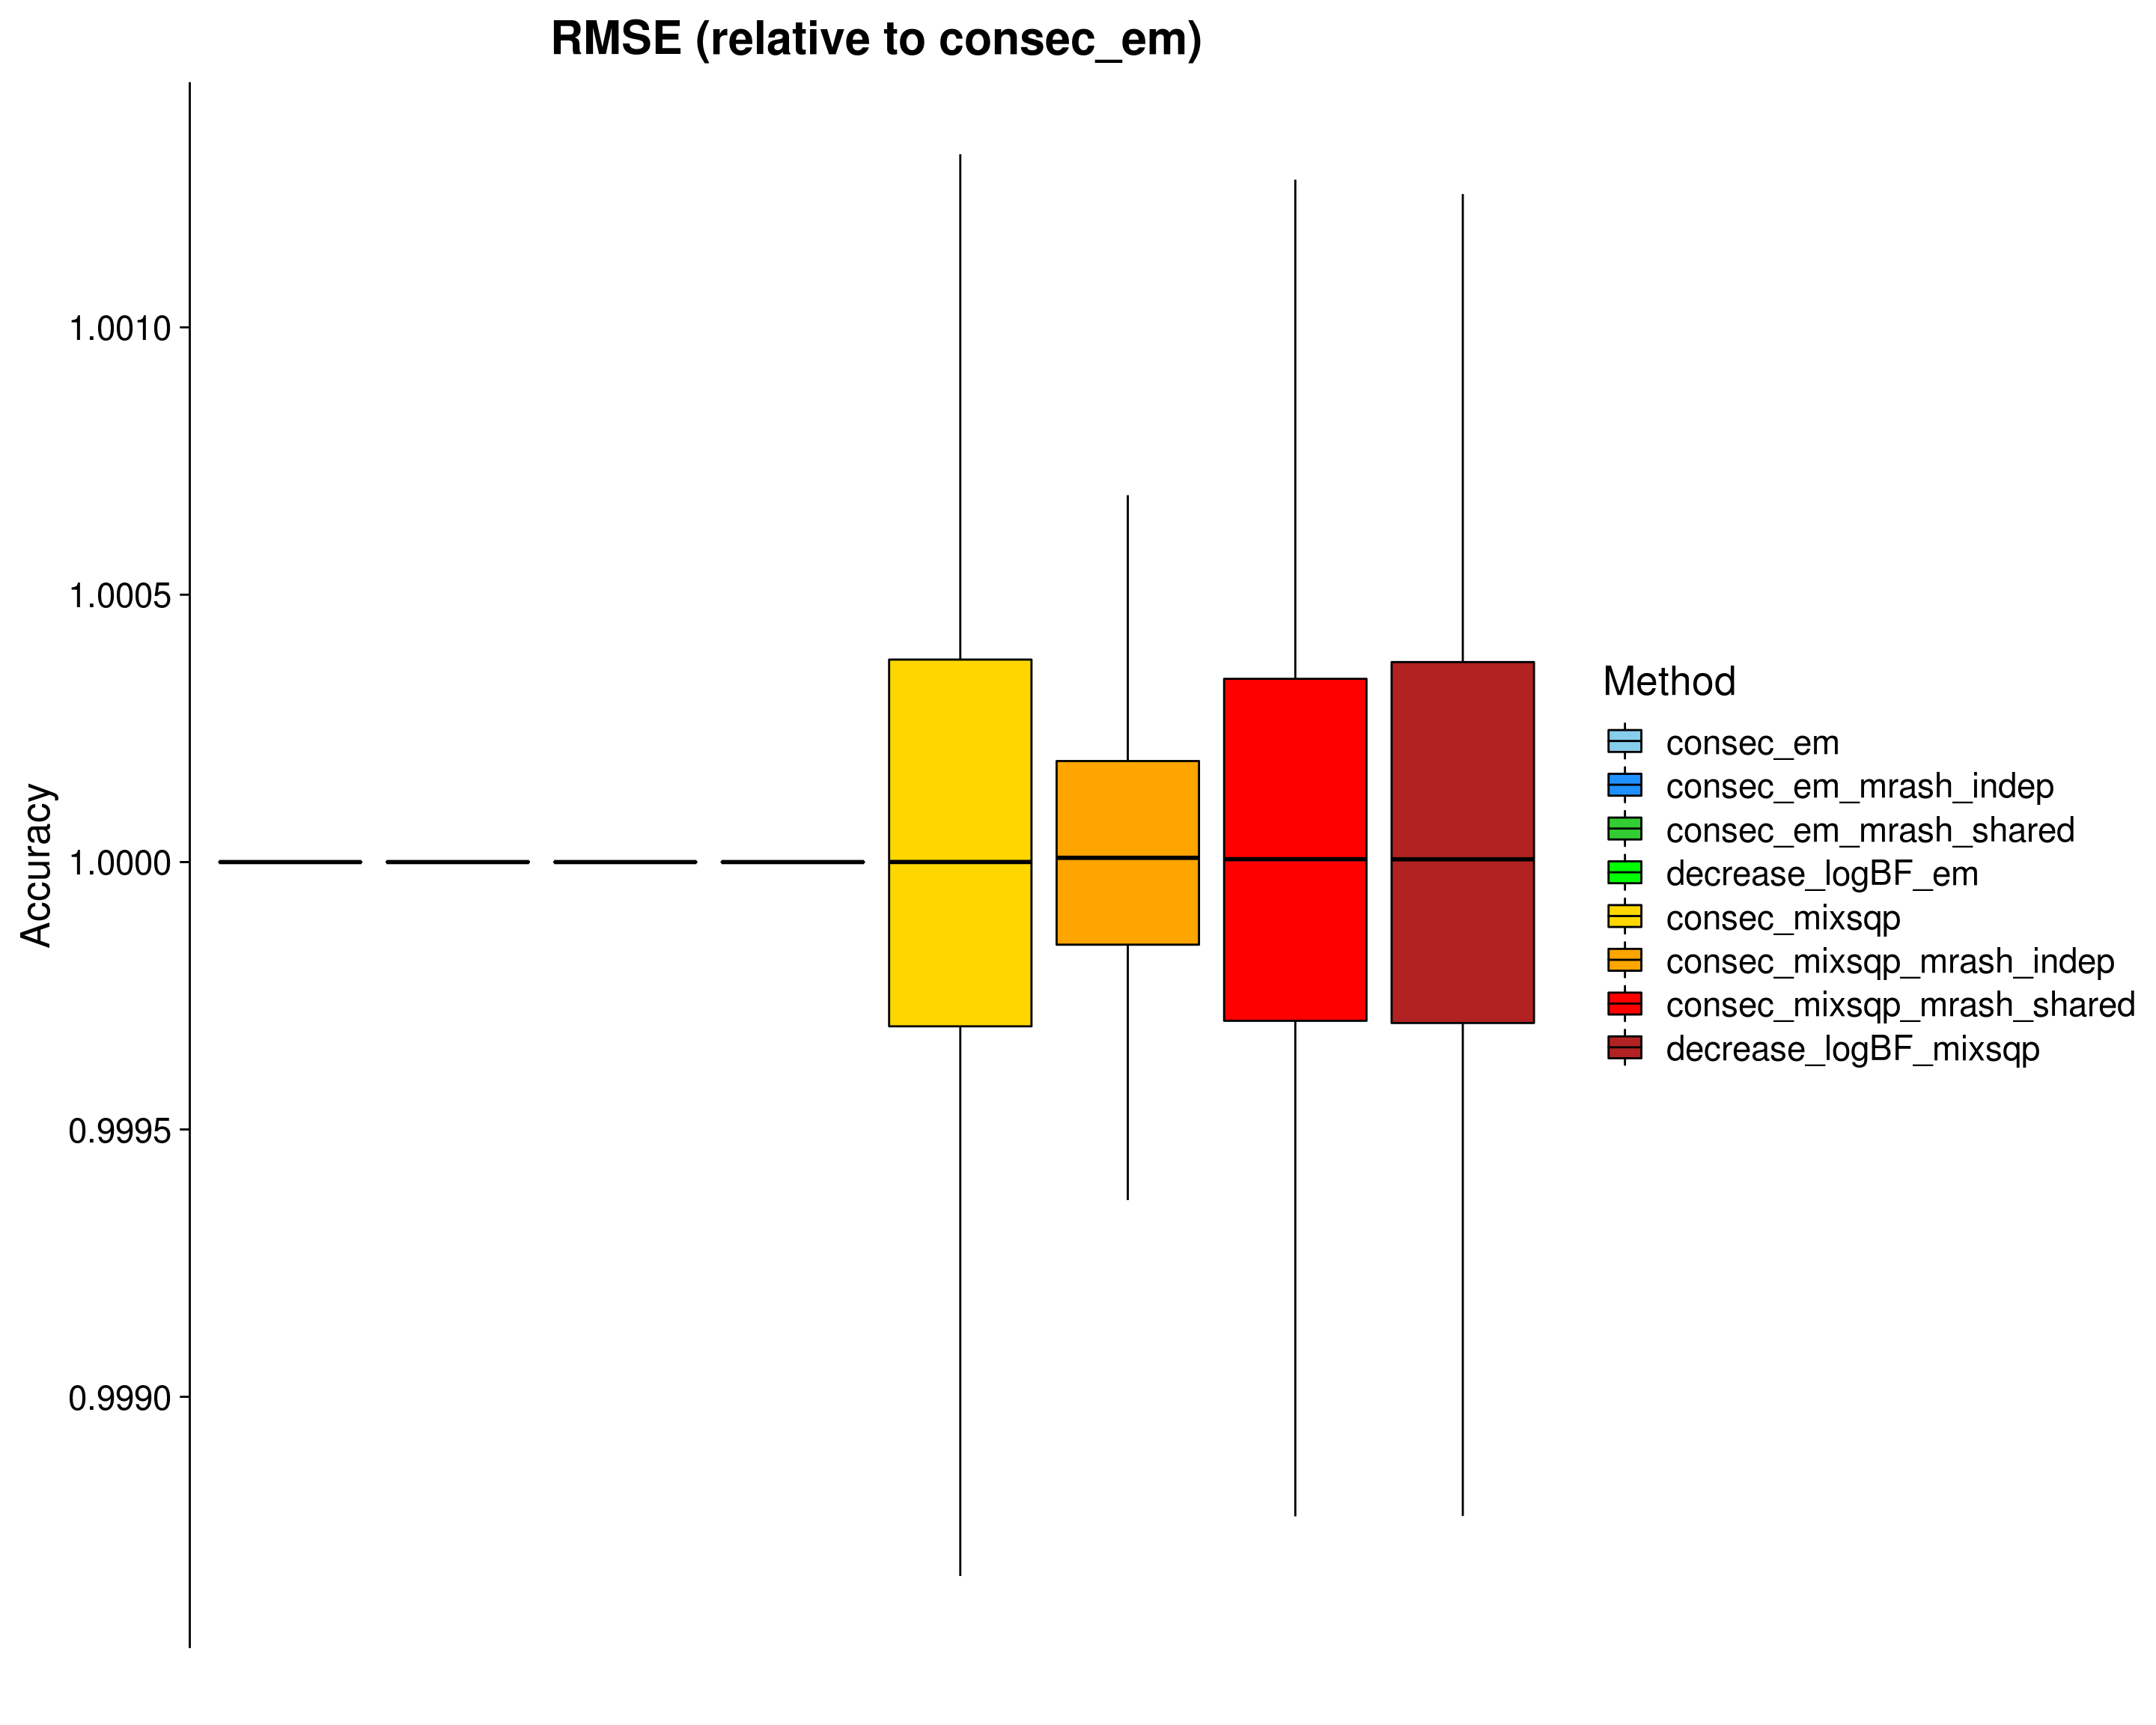 RMSE (relative to consec_em)
Accuracy
1.0010
1.0005
1.0000
0.9995
0.9990
Method
consec_em
consec_em_mrash_indep
consec_em_mrash_shared
decrease_logBF_em
consec_mixsqp
consec_mixsqp_mrash_indep
consec_mixsqp_mrash_shared
decrease_logBF_mixsqp